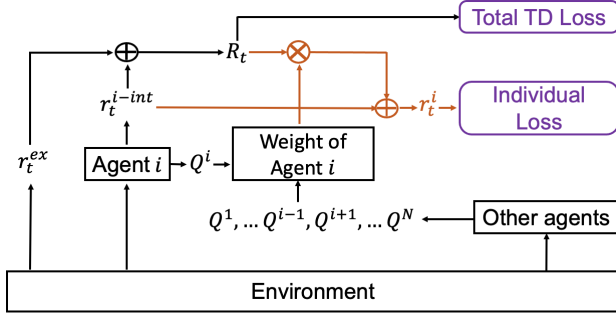 Total TD Loss
⊕ R_t ⊗
r_t^{i-int} ⊕ r_t^i
Individual
Loss
r_t^{ex}
Agent i
Q^i
Weight of
Agent i
Q^1, ... Q^{i-1}, Q^{i+1}, ... Q^N
Other agents
Environment